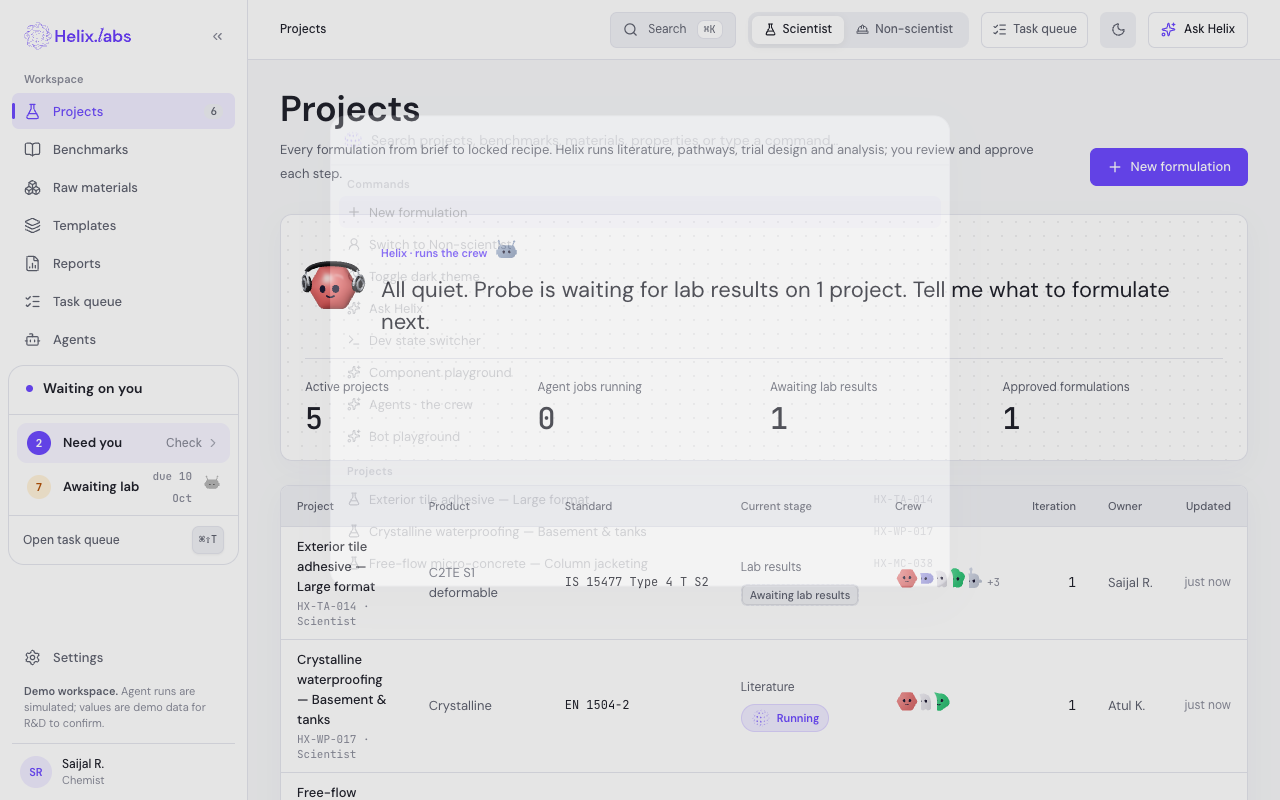 Helix.labs
Workspace
Projects 6
Benchmarks
Raw materials
Templates
Reports
Task queue
Agents
Waiting on you
2 Need you Check
7 Awaiting lab due 10 Oct
Open task queue ⌘⇧T
Settings
Demo workspace. Agent runs are
simulated; values are demo data for
R&D to confirm.
SR Saijal R.
Chemist
Projects
Search ⌘K
Scientist
Non-scientist
Task queue
Ask Helix
Projects
Every formulation from brief to locked recipe. Helix runs literature, pathways, trial design and analysis; you review and approve
each step.
New formulation
Helix · runs the crew
All quiet. Probe is waiting for lab results on 1 project. Tell me what to formulate
next.
Active projects
5
Agent jobs running
0
Awaiting lab results
1
Approved formulations
1
Search projects, benchmarks, materials, properties or type a command…
Commands
New formulation
Switch to Non-scientist
Toggle dark theme
Ask Helix
Dev state switcher
Component playground
Agents · the crew
Bot playground
Projects
Exterior tile adhesive — Large format HX-TA-014
Crystalline waterproofing — Basement & tanks HX-WP-017
Free-flow micro-concrete — Column jacketing HX-MC-038
Project Product Standard Current stage Crew Iteration Owner Updated
Exterior tile
adhesive —
Large format
HX-TA-014 ·
Scientist
C2TE S1
deformable
IS 15477 Type 4 T S2
Lab results
Awaiting lab results
+3
1
Saijal R.
just now
Crystalline
waterproofing
— Basement &
tanks
HX-WP-017 ·
Scientist
Crystalline
EN 1504-2
Literature
Running
1
Atul K.
just now
Free-flow